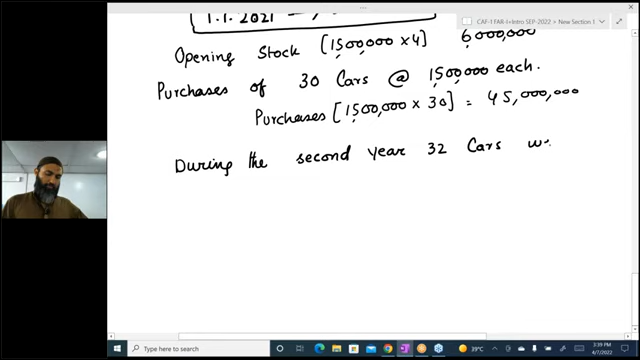 CAF-1 FAR-I+Intro SEP-2022 > New Section 1
1.1.2021
Opening Stock [1,500,000 x 4] 6,000,000
Purchases of 30 Cars @ 1,500,000 each.
Purchases [1,500,000 x 30] = 45,000,000
During the second year 32 Cars w
Type here to search
39°C
3:39 PM
4/7/2022